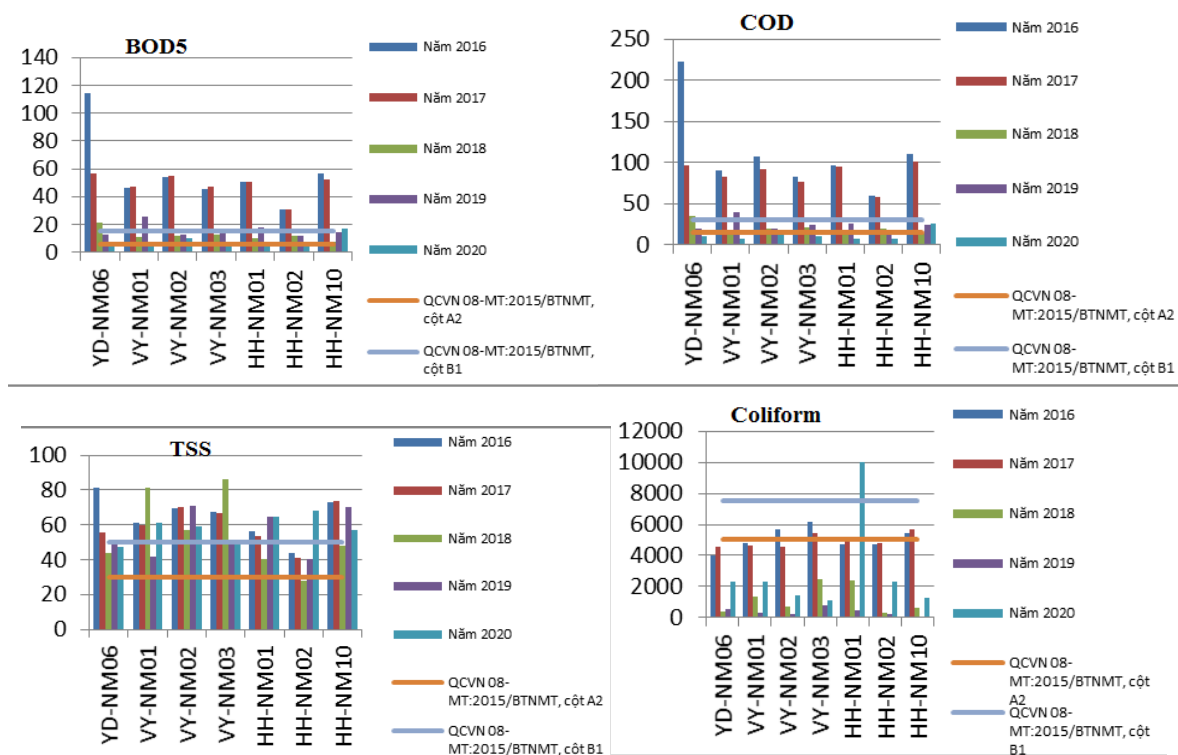 BOD5
140
120
100
80
60
40
20
0
YD-NM06
VY-NM01
VY-NM02
VY-NM03
HH-NM01
HH-NM02
HH-NM10
Năm 2016
Năm 2017
Năm 2018
Năm 2019
Năm 2020
QCVN 08-MT:2015/BTNMT,
cột A2
QCVN 08-MT:2015/BTNMT,
cột B1
COD
250
200
150
100
50
0
YD-NM06
VY-NM01
VY-NM02
VY-NM03
HH-NM01
HH-NM02
HH-NM10
Năm 2016
Năm 2017
Năm 2018
Năm 2019
Năm 2020
QCVN 08-
MT:2015/BTNMT, cột A2
QCVN 08-
MT:2015/BTNMT, cột B1
TSS
100
80
60
40
20
0
YD-NM06
VY-NM01
VY-NM02
VY-NM03
HH-NM01
HH-NM02
HH-NM10
Năm 2016
Năm 2017
Năm 2018
Năm 2019
Năm 2020
QCVN 08-
MT:2015/BTNMT, cột A2
QCVN 08-
MT:2015/BTNMT, cột B1
Coliform
12000
10000
8000
6000
4000
2000
0
YD-NM06
VY-NM01
VY-NM02
VY-NM03
HH-NM01
HH-NM02
HH-NM10
Năm 2016
Năm 2017
Năm 2018
Năm 2019
Năm 2020
QCVN 08-
MT:2015/BTNMT, cột
A2
QCVN 08-
MT:2015/BTNMT, cột
B1